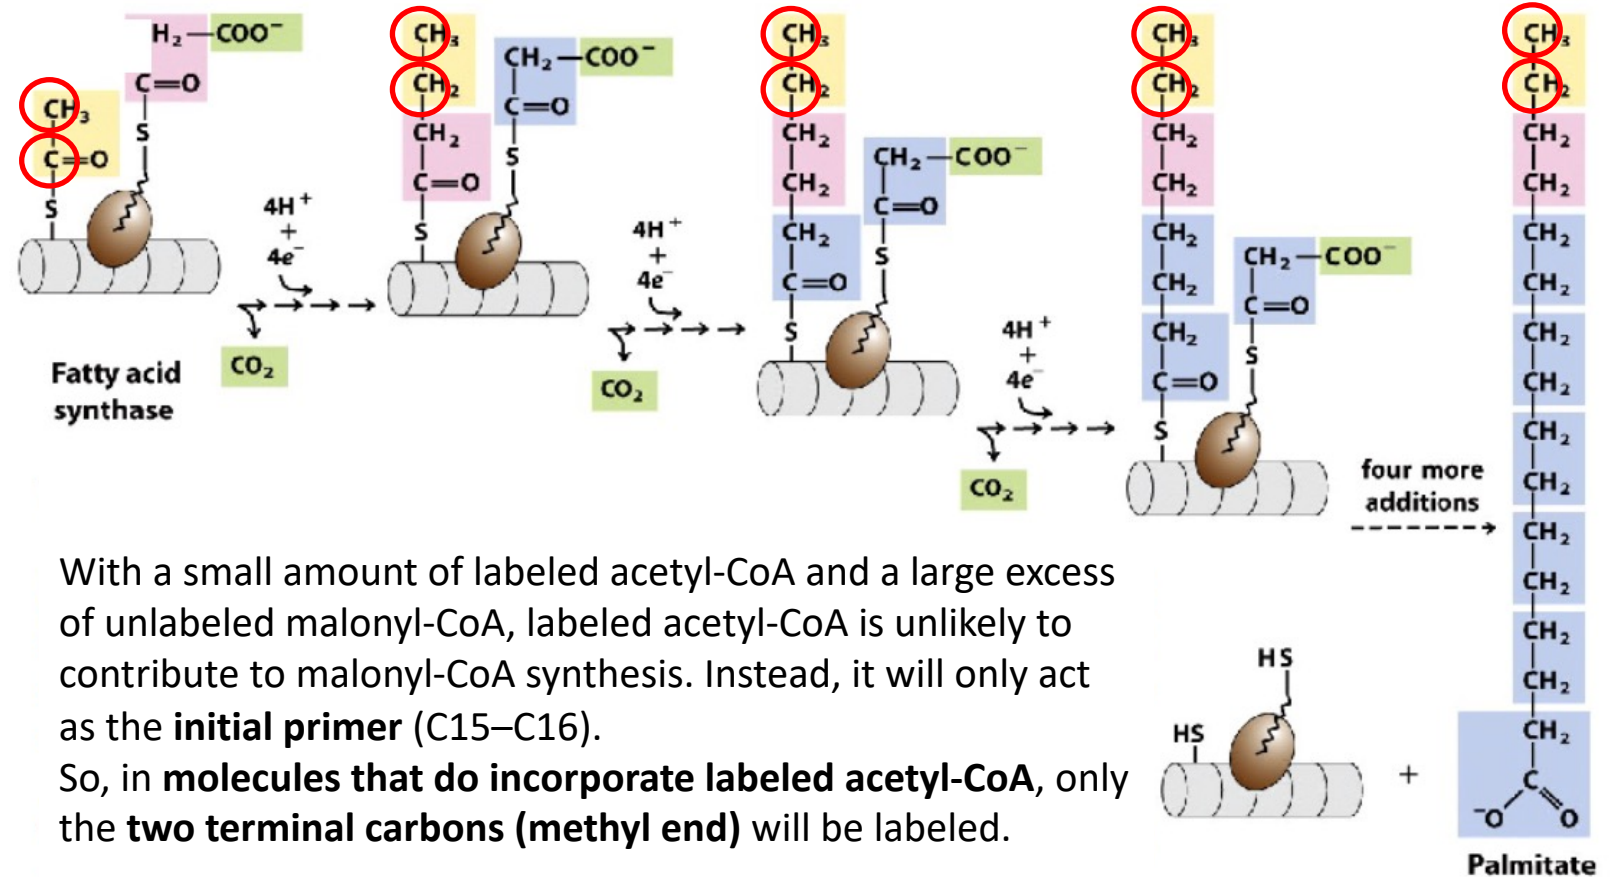 H₂—COO⁻
C=O
S
CH₃
C=O
S
4H⁺
+
4e⁻
CO₂
Fatty acid
synthase
CH₃
CH₂
CH₂
C=O
S
CH₂—COO⁻
C=O
S
4H⁺
+
4e⁻
CO₂
CH₃
CH₂
CH₂
CH₂
CH₂
C=O
S
CH₂—COO⁻
C=O
S
4H⁺
+
4e⁻
CO₂
CH₃
CH₂
CH₂
CH₂
CH₂
CH₂
CH₂
C=O
S
CH₂—COO⁻
C=O
S
four more
additions
CH₃
CH₂
CH₂
CH₂
CH₂
CH₂
CH₂
CH₂
CH₂
CH₂
CH₂
CH₂
CH₂
CH₂
CH₂
C
⁻O O
Palmitate
HS
HS
+
With a small amount of labeled acetyl-CoA and a large excess
of unlabeled malonyl-CoA, labeled acetyl-CoA is unlikely to
contribute to malonyl-CoA synthesis. Instead, it will only act
as the initial primer (C15–C16).
So, in molecules that do incorporate labeled acetyl-CoA, only
the two terminal carbons (methyl end) will be labeled.